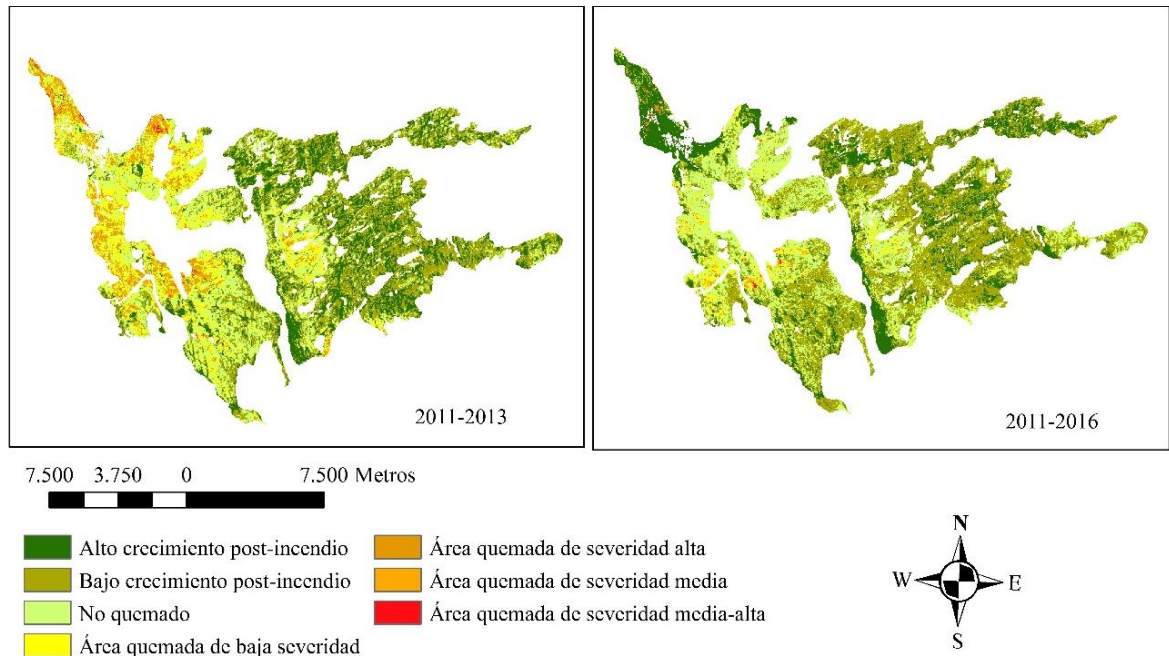 2011-2013
2011-2016
7.500 3.750 0 7.500 Metros
Alto crecimiento post-incendio
Bajo crecimiento post-incendio
No quemado
Área quemada de baja severidad
Área quemada de severidad alta
Área quemada de severidad media
Área quemada de severidad media-alta
N
W E
S